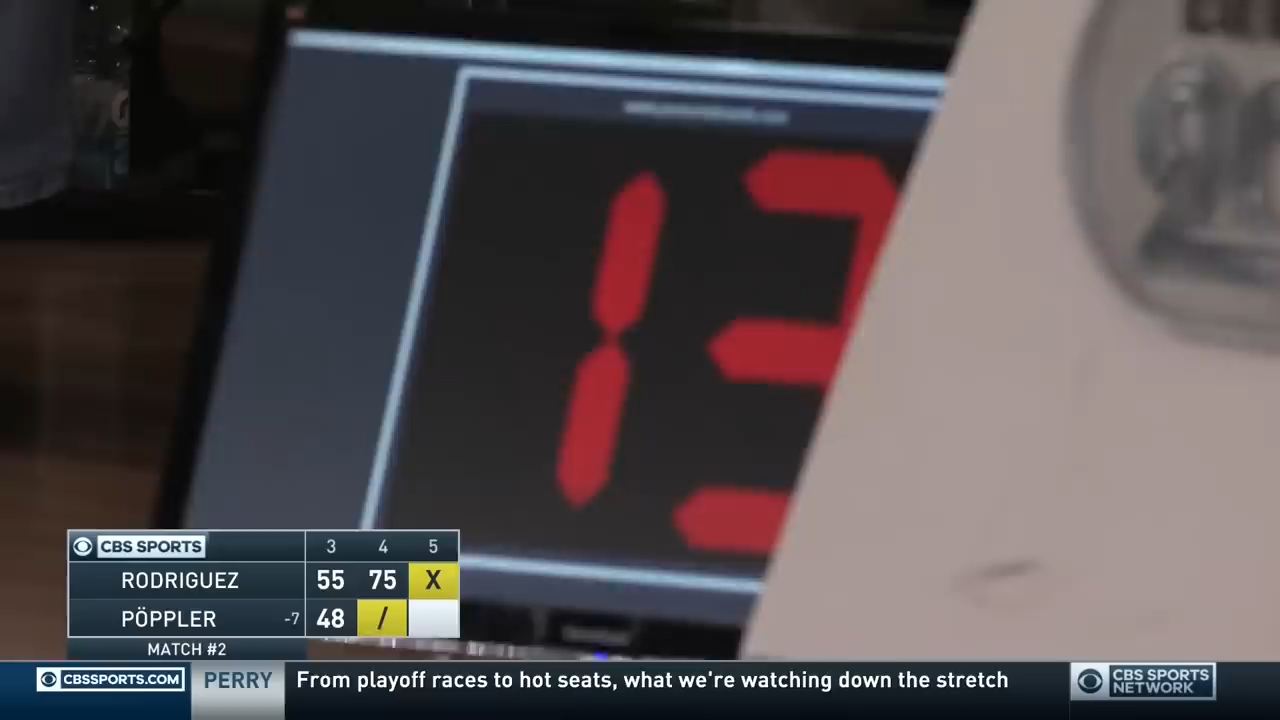 13
CBS SPORTS 3 4 5
RODRIGUEZ 55 75 X
PÖPPLER -7 48 /
MATCH #2
CBSSPORTS.COM PERRY From playoff races to hot seats, what we're watching down the stretch CBS SPORTS NETWORK